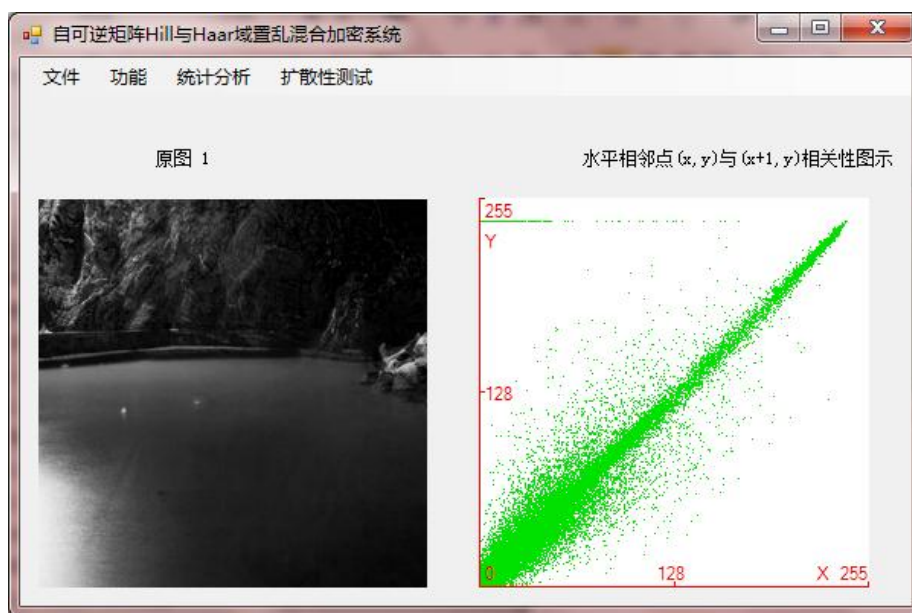 自可逆矩阵Hill与Haar域置乱混合加密系统
文件 功能 统计分析 扩散性测试
原图 1
水平相邻点(x,y)与(x+1,y)相关性图示
255
Y
128
0 128 X 255